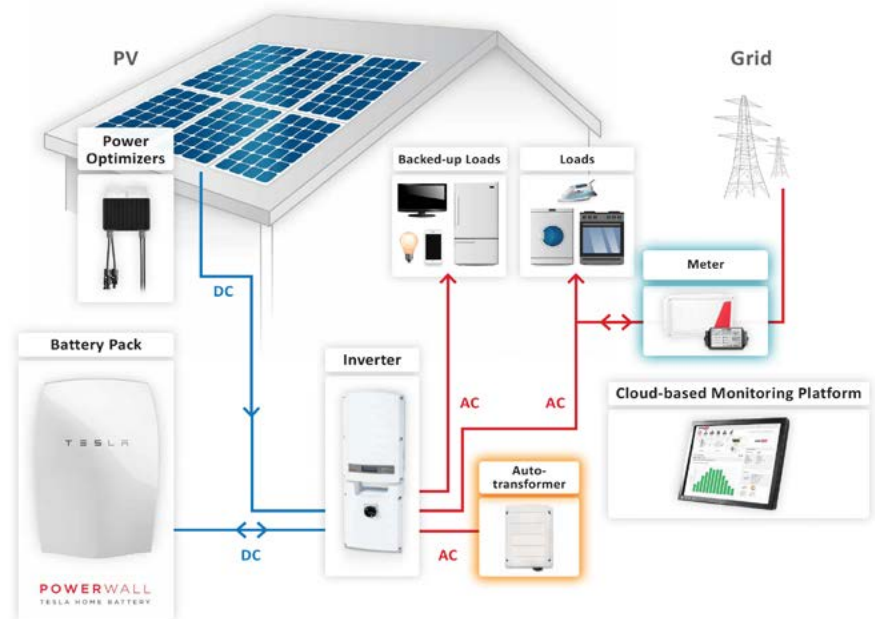 PV
Grid
Power
Optimizers
Backed-up Loads
Loads
Meter
DC
Battery Pack
Inverter
TESLA
AC
AC
Cloud-based Monitoring Platform
Auto-
transformer
DC
AC
POWERWALL
TESLA HOME BATTERY